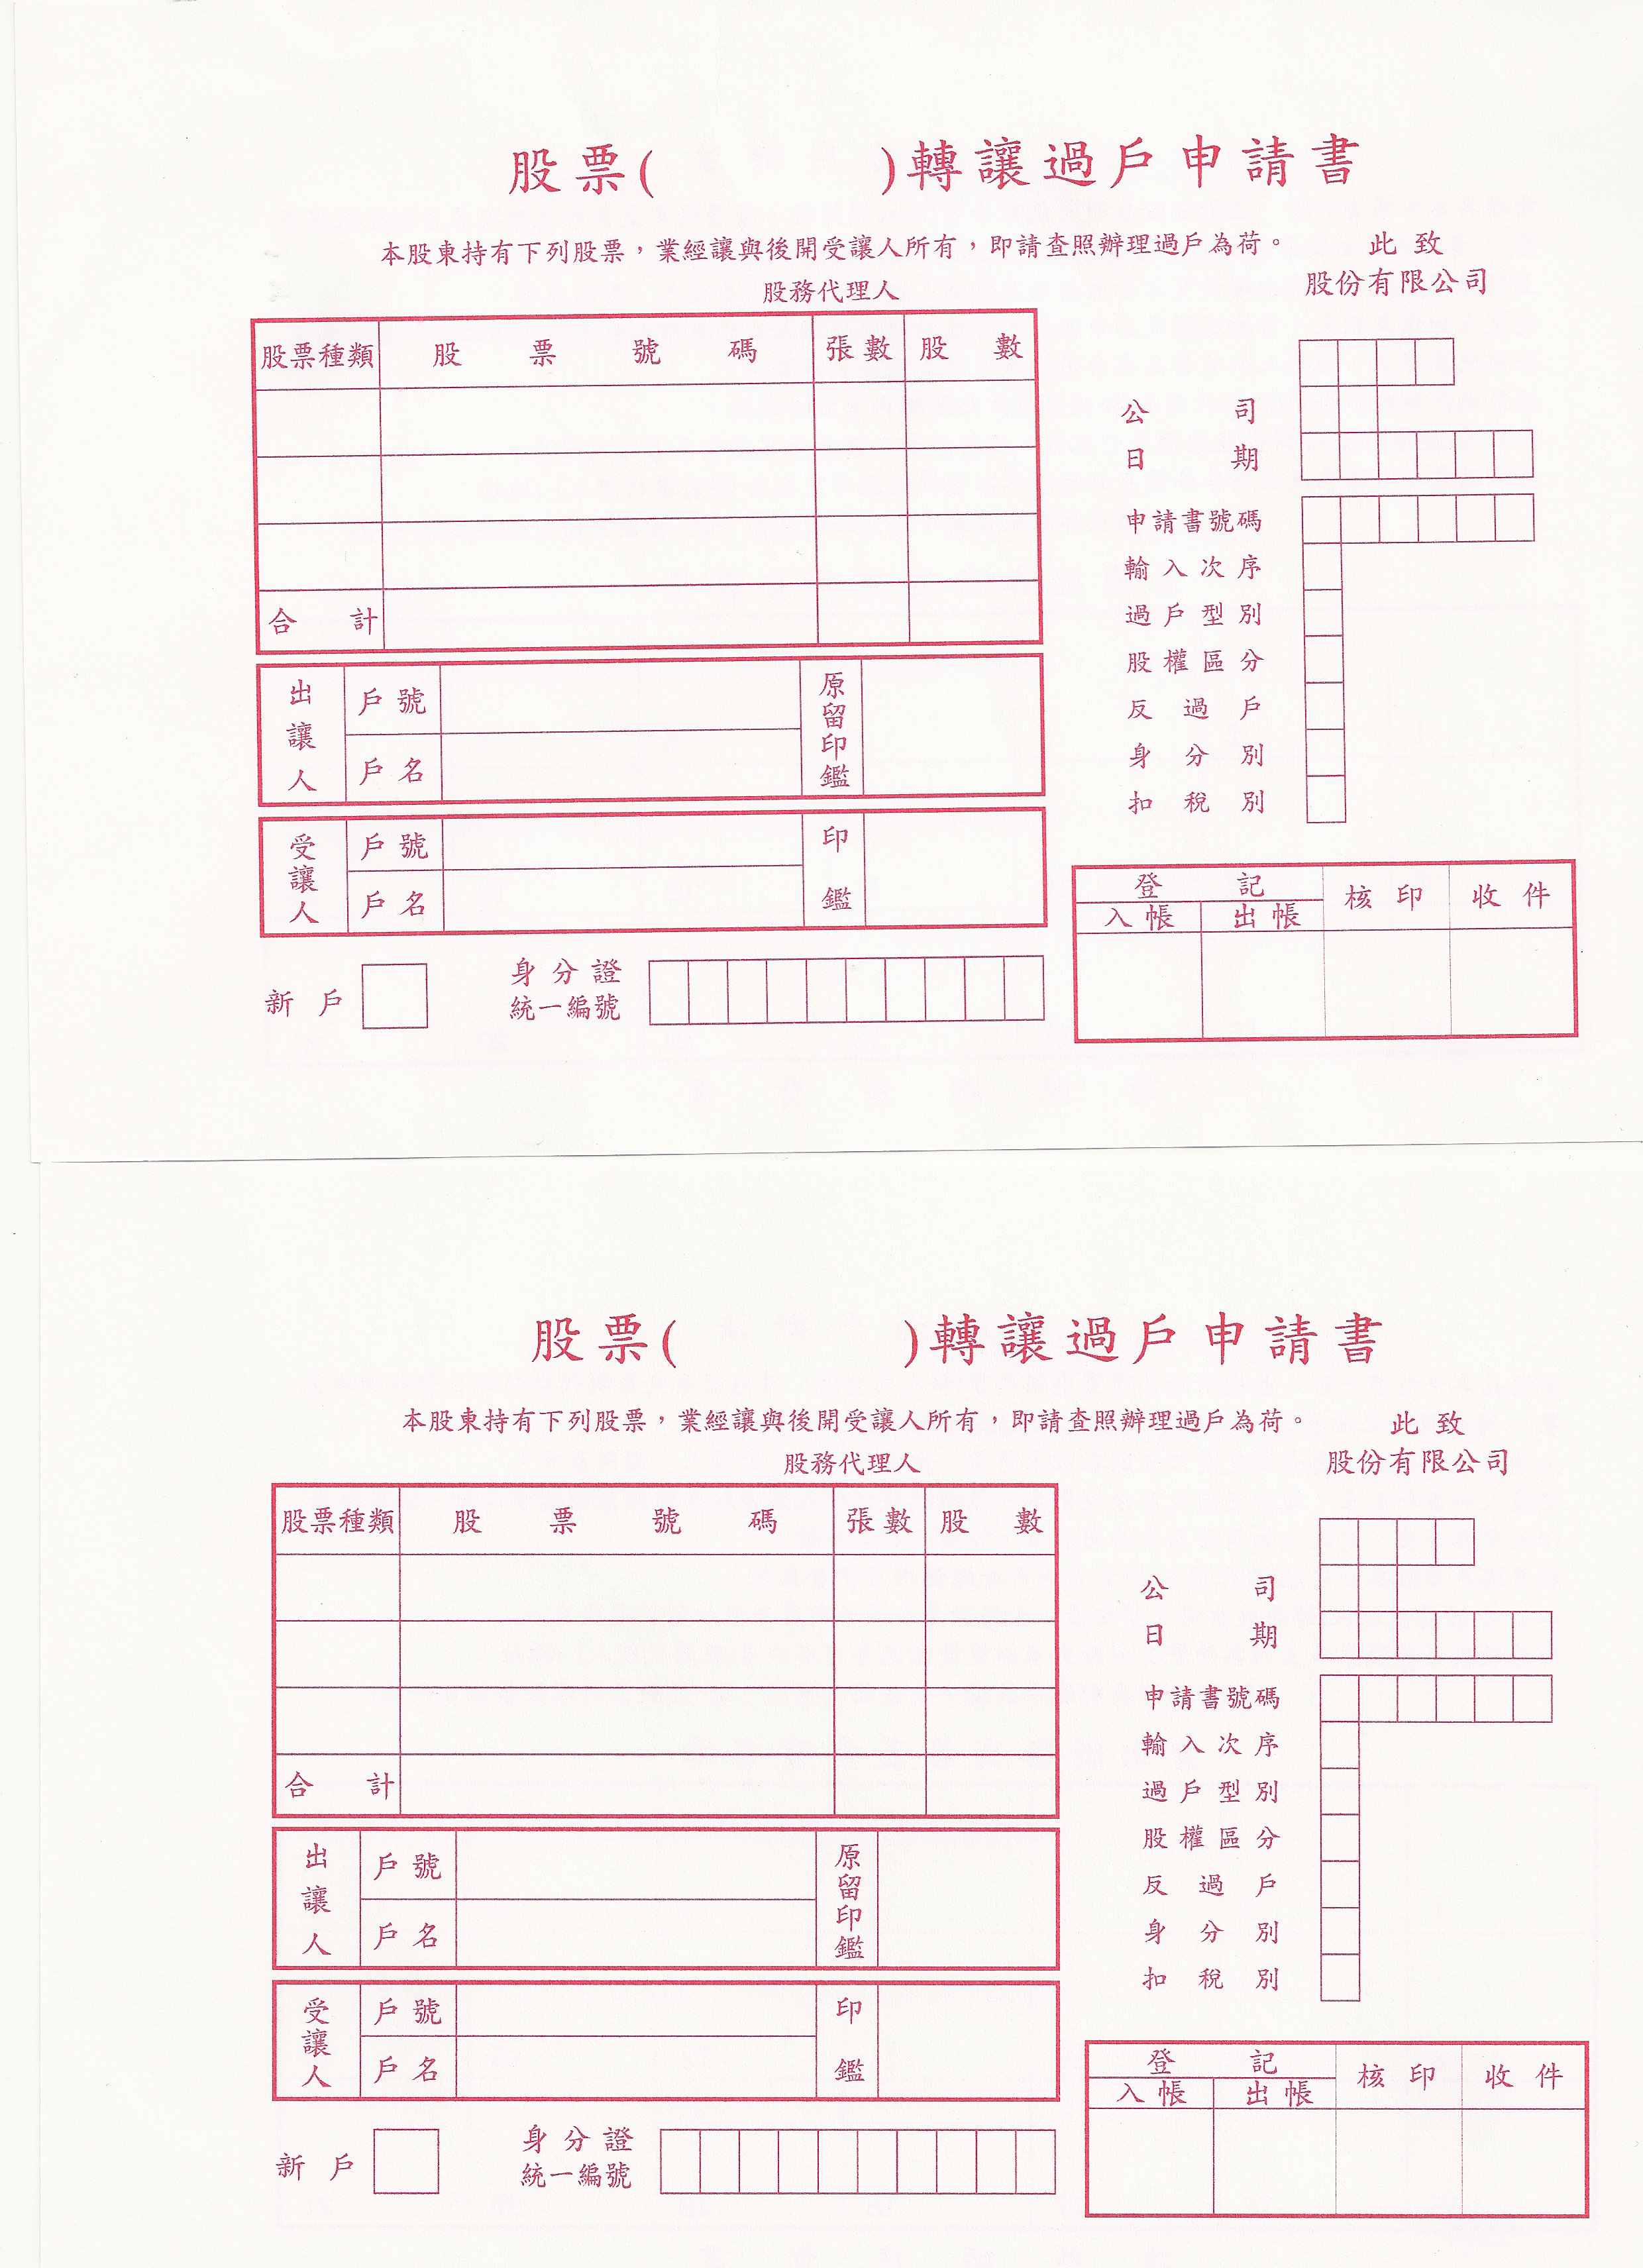 股票( )轉讓過戶申請書
本股東持有下列股票，業經讓與後開受讓人所有，即請查照辦理過戶為荷。 此致
股務代理人 股份有限公司
股票種類 股票號碼 張數 股數
合計
出讓人 戶號 原留印鑑
戶名
受讓人 戶號 印鑑
戶名
新戶 身分證
統一編號
公司
日期
申請書號碼
輸入次序
過戶型別
股權區分
反過戶
身分別
扣稅別
登記 核印 收件
入帳 出帳
股票( )轉讓過戶申請書
本股東持有下列股票，業經讓與後開受讓人所有，即請查照辦理過戶為荷。 此致
股務代理人 股份有限公司
股票種類 股票號碼 張數 股數
合計
出讓人 戶號 原留印鑑
戶名
受讓人 戶號 印鑑
戶名
新戶 身分證
統一編號
公司
日期
申請書號碼
輸入次序
過戶型別
股權區分
反過戶
身分別
扣稅別
登記 核印 收件
入帳 出帳